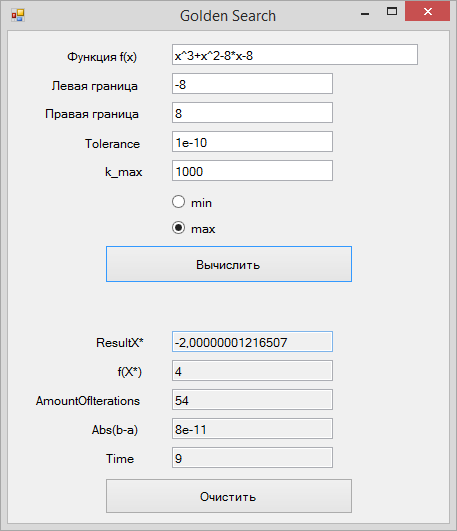 Golden Search
Функция f(x) x^3+x^2-8*x-8
Левая граница -8
Правая граница 8
Tolerance 1e-10
k_max 1000
min
max
Вычислить
ResultX* -2,00000001216507
f(X*) 4
AmountOfIterations 54
Abs(b-a) 8e-11
Time 9
Очистить